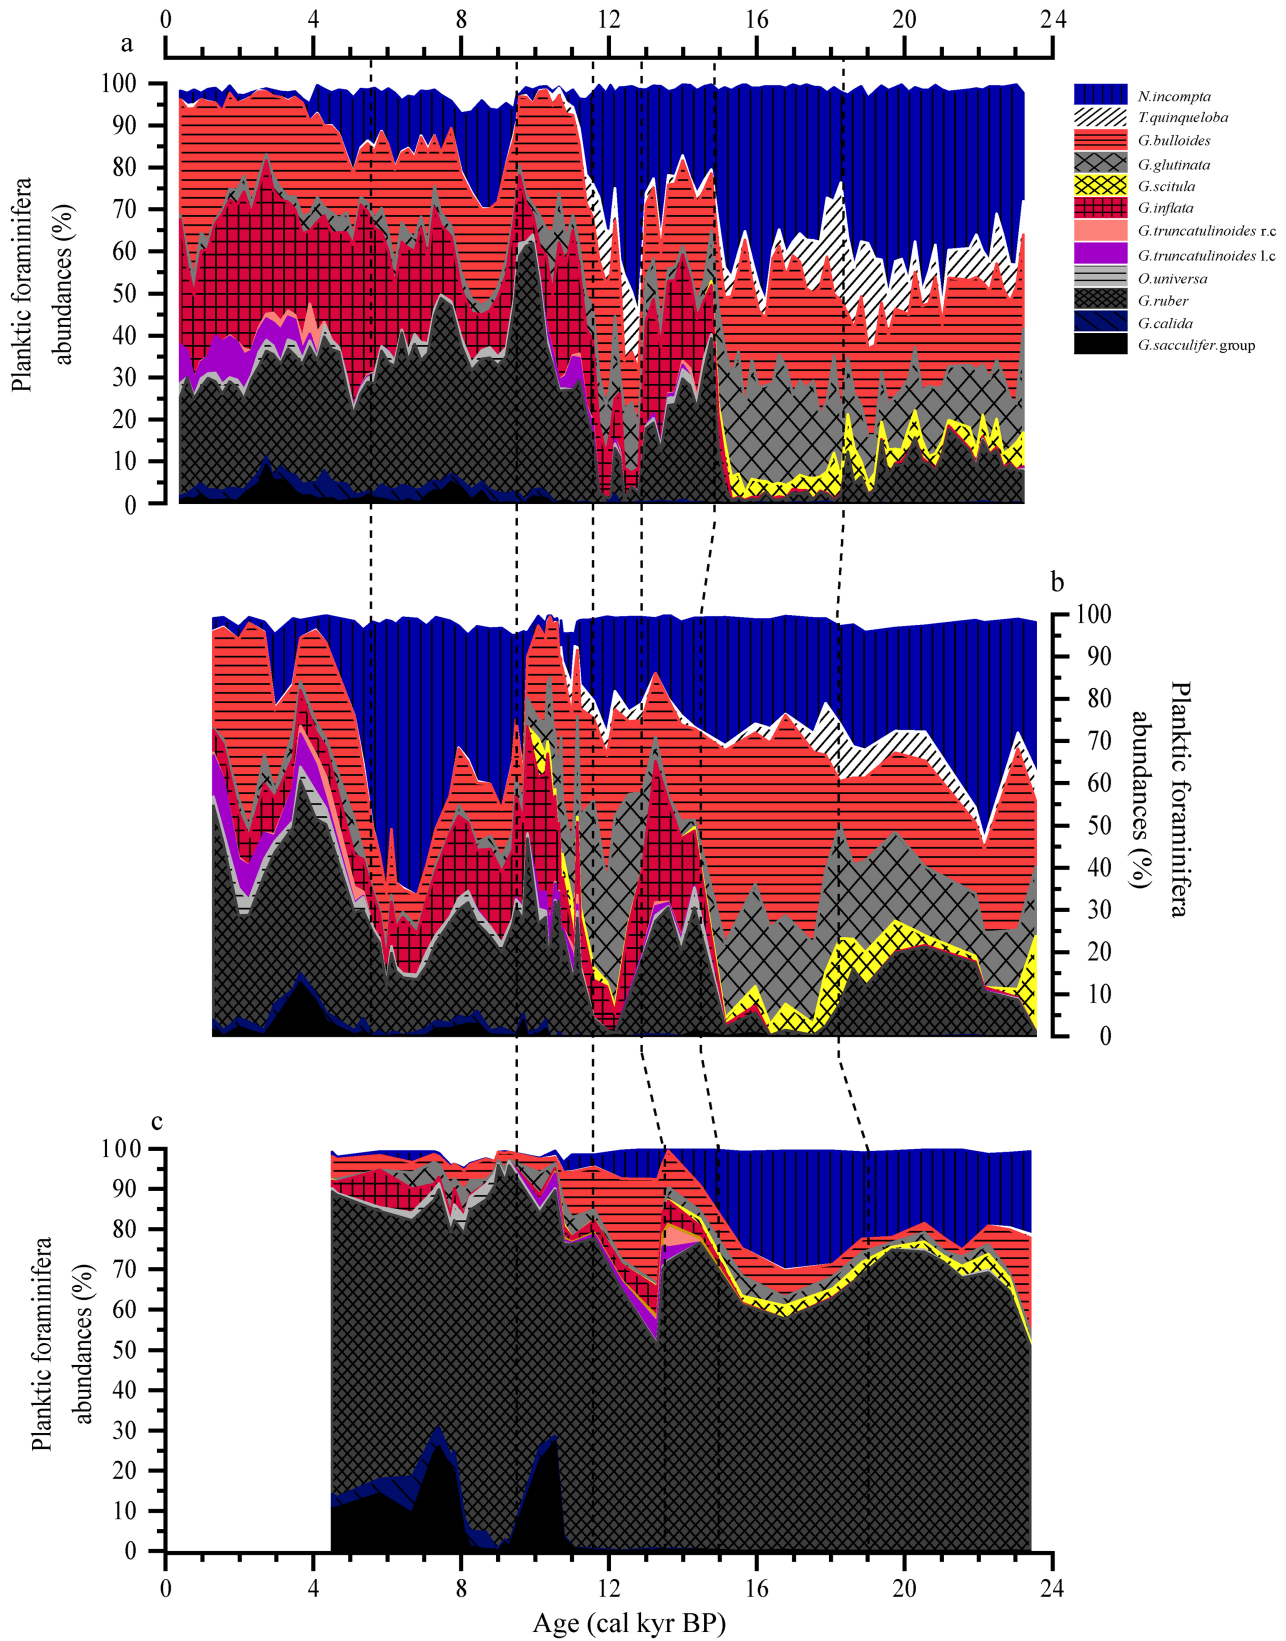 0 4 8 12 16 20 24
a
100
90
80
70
60
50
40
30
20
10
0
Planktic foraminifera
abundances (%)
N.incompta
T.quinqueloba
G.bulloides
G.glutinata
G.scitula
G.inflata
G.truncatulinoides r.c
G.truncatulinoides l.c
O.universa
G.ruber
G.calida
G.sacculifer.group
b
100
90
80
70
60
50
40
30
20
10
0
Planktic foraminifera
abundances (%)
c
100
90
80
70
60
50
40
30
20
10
0
Planktic foraminifera
abundances (%)
0 4 8 12 16 20 24
Age (cal kyr BP)